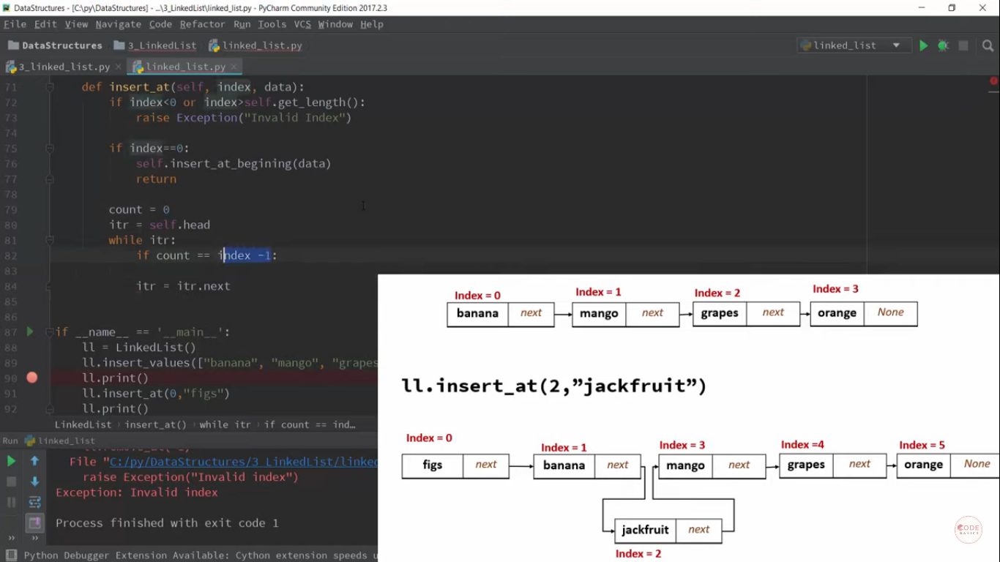 DataStructures - [C:\py\DataStructures] - ...\3_LinkedList\linked_list.py - PyCharm Community Edition 2017.2.3
File Edit View Navigate Code Refactor Run Tools VCS Window Help
DataStructures 3_LinkedList linked_list.py linked_list
3_linked_list.py linked_list.py
71 def insert_at(self, index, data):
72 if index<0 or index>self.get_length():
73 raise Exception("Invalid Index")
74
75 if index==0:
76 self.insert_at_begining(data)
77 return
78
79 count = 0
80 itr = self.head
81 while itr:
82 if count == index -1:
83
84 itr = itr.next
85
86
87 if __name__ == '__main__':
88 ll = LinkedList()
89 ll.insert_values(["banana", "mango", "grapes
90 ll.print()
91 ll.insert_at(0,"figs")
92 ll.print()
LinkedList insert_at() while itr if count == ind...
Run linked_list
File "C:/py/DataStructures/3_LinkedList/linked
raise Exception("Invalid index")
Exception: Invalid index
Process finished with exit code 1
Python Debugger Extension Available: Cython extension speeds u
Index = 0 Index = 1 Index = 2 Index = 3
banana next mango next grapes next orange None
ll.insert_at(2,”jackfruit”)
Index = 0 Index = 1 Index = 3 Index =4 Index = 5
figs next banana next mango next grapes next orange None
jackfruit next
Index = 2
CODE
BASICS